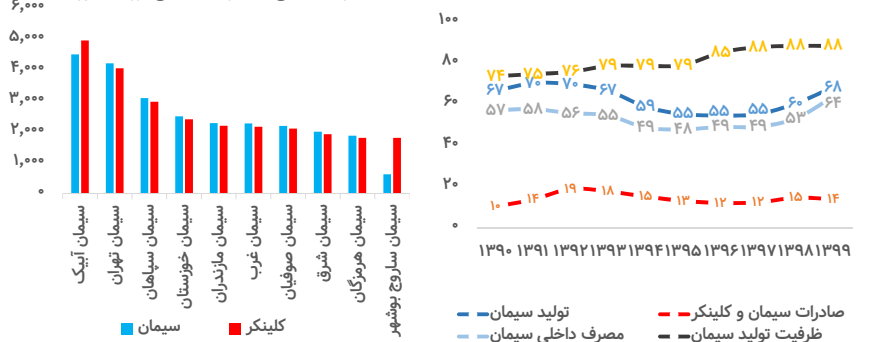 ۶,۰۰۰
۵,۰۰۰
۴,۰۰۰
۳,۰۰۰
۲,۰۰۰
۱,۰۰۰
۰
سیمان آبیک
سیمان تهران
سیمان سپاهان
سیمان خوزستان
سیمان مازندران
سیمان غرب
سیمان صوفیان
سیمان شرق
سیمان هرمزگان
سیمان ساروج بوشهر
سیمان
کلینکر
۱۰۰
۸۰
۶۰
۴۰
۲۰
۰
۷۴ ۷۵ ۷۶ ۷۹ ۷۹ ۷۹ ۸۵ ۸۸ ۸۸ ۸۸
۶۷ ۷۰ ۷۰ ۶۷ ۵۹ ۵۵ ۵۵ ۵۵ ۶۰ ۶۸
۵۷ ۵۸ ۵۶ ۵۵ ۴۹ ۴۸ ۴۹ ۴۹ ۵۳ ۶۴
۱۰ ۱۴ ۱۹ ۱۸ ۱۵ ۱۳ ۱۲ ۱۲ ۱۵ ۱۴
۱۳۹۰ ۱۳۹۱ ۱۳۹۲ ۱۳۹۳ ۱۳۹۴ ۱۳۹۵ ۱۳۹۶ ۱۳۹۷ ۱۳۹۸ ۱۳۹۹
صادرات سیمان و کلینکر
تولید سیمان
ظرفیت تولید سیمان
مصرف داخلی سیمان